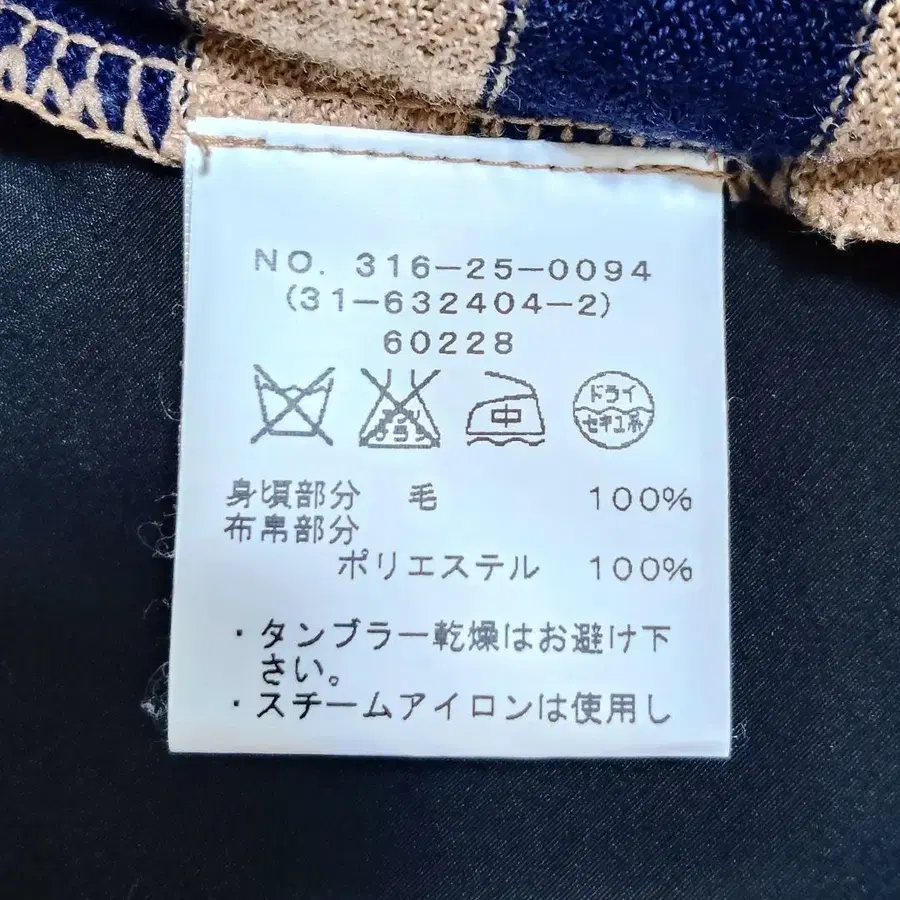 NO. 316-25-0094
(31-632404-2)
60228
中
ドライ
セキユ系
身頃部分 毛 100%
布帛部分
ポリエステル 100%
・タンブラー乾燥はお避け下
さい。
・スチームアイロンは使用し